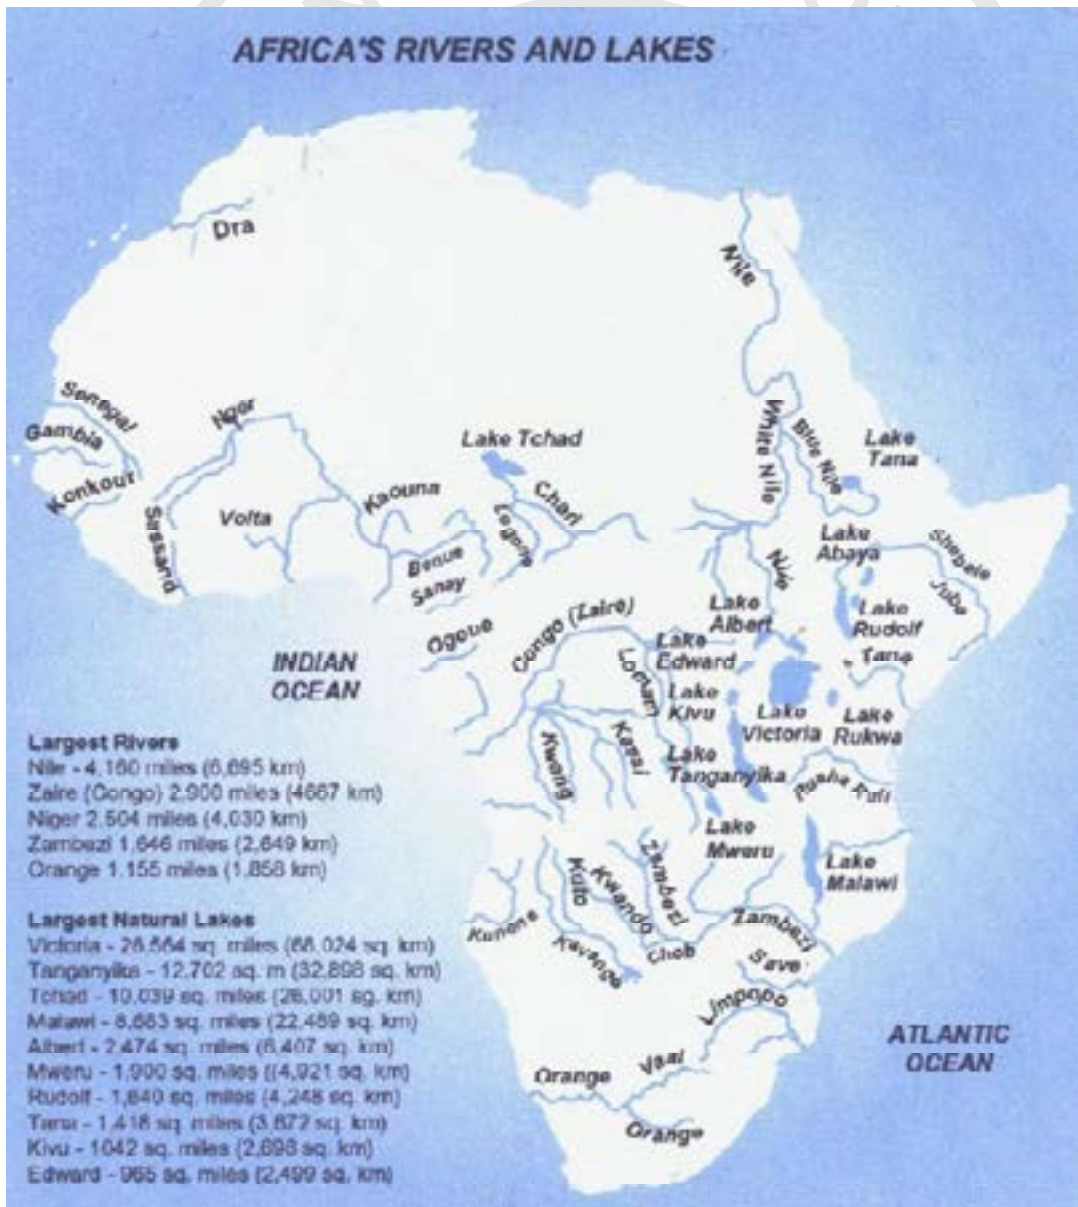 AFRICA'S RIVERS AND LAKES
Dra
Nile
Senegal
Gambia
Konkour
Lake Tchad
White Nile
Blue Nile
Lake
Tana
Volta
Sassand
Kaouna
Chari
Logone
Benue
Sanay
Ogoue
Congo (Zaire)
Lake
Abaya
Shebele
Jube
Nile
Lake
Albert
Lake
Rudolf
Lake
Edward
Tana
Lake
Kivu
Lake
Victoria
Lake
Rukwa
Kasai
Kwang
Lake
Tanganyika
Lake
Mweru
Lake
Malawi
Zambezi
Kuito
Kwando
Kunene
Kavango
Chob
Zambezi
Save
Limpopo
Vaal
Orange
Orange
INDIAN
OCEAN
ATLANTIC
OCEAN
Largest Rivers
Nile - 4,160 miles (6,695 km)
Zaire (Congo) 2,900 miles (4667 km)
Niger 2,504 miles (4,030 km)
Zambezi 1,646 miles (2,649 km)
Orange 1.155 miles (1.858 km)
Largest Natural Lakes
Victoria - 26,564 sq. miles (68,024 sq. km)
Tanganyika - 12,702 sq. m (32,898 sq. km)
Tchad - 10,039 sq. miles (26,001 sg. km)
Malawi - 8,683 sq. miles (22,489 sq. km)
Albert - 2,474 sq. miles (6,407 sq. km)
Mweru - 1,900 sq. miles ((4,921 sq. km)
Rudolf - 1,640 sq. miles (4,248 sq. km)
Tana - 1,418 sq. miles (3,672 sq. km)
Kivu - 1042 sq. miles (2,698 sq. km)
Edward - 965 sq. miles (2,499 sq. km)